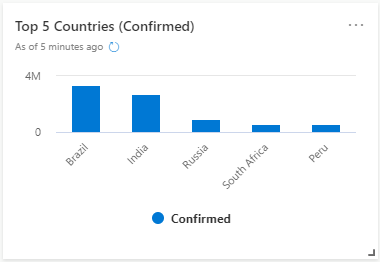 Top 5 Countries (Confirmed)
As of 5 minutes ago
4M
0
Brazil
India
Russia
South Africa
Peru
Confirmed